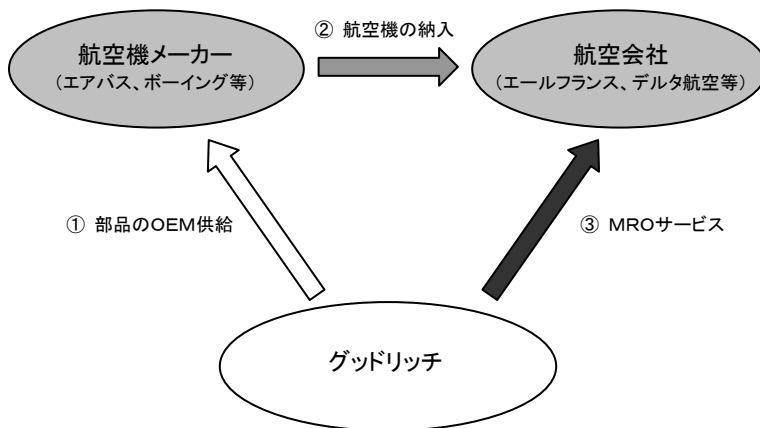 ② 航空機の納入
航空機メーカー
（エアバス、ボーイング等）
航空会社
（エールフランス、デルタ航空等）
① 部品のＯＥＭ供給
③ ＭＲＯサービス
グッドリッチ